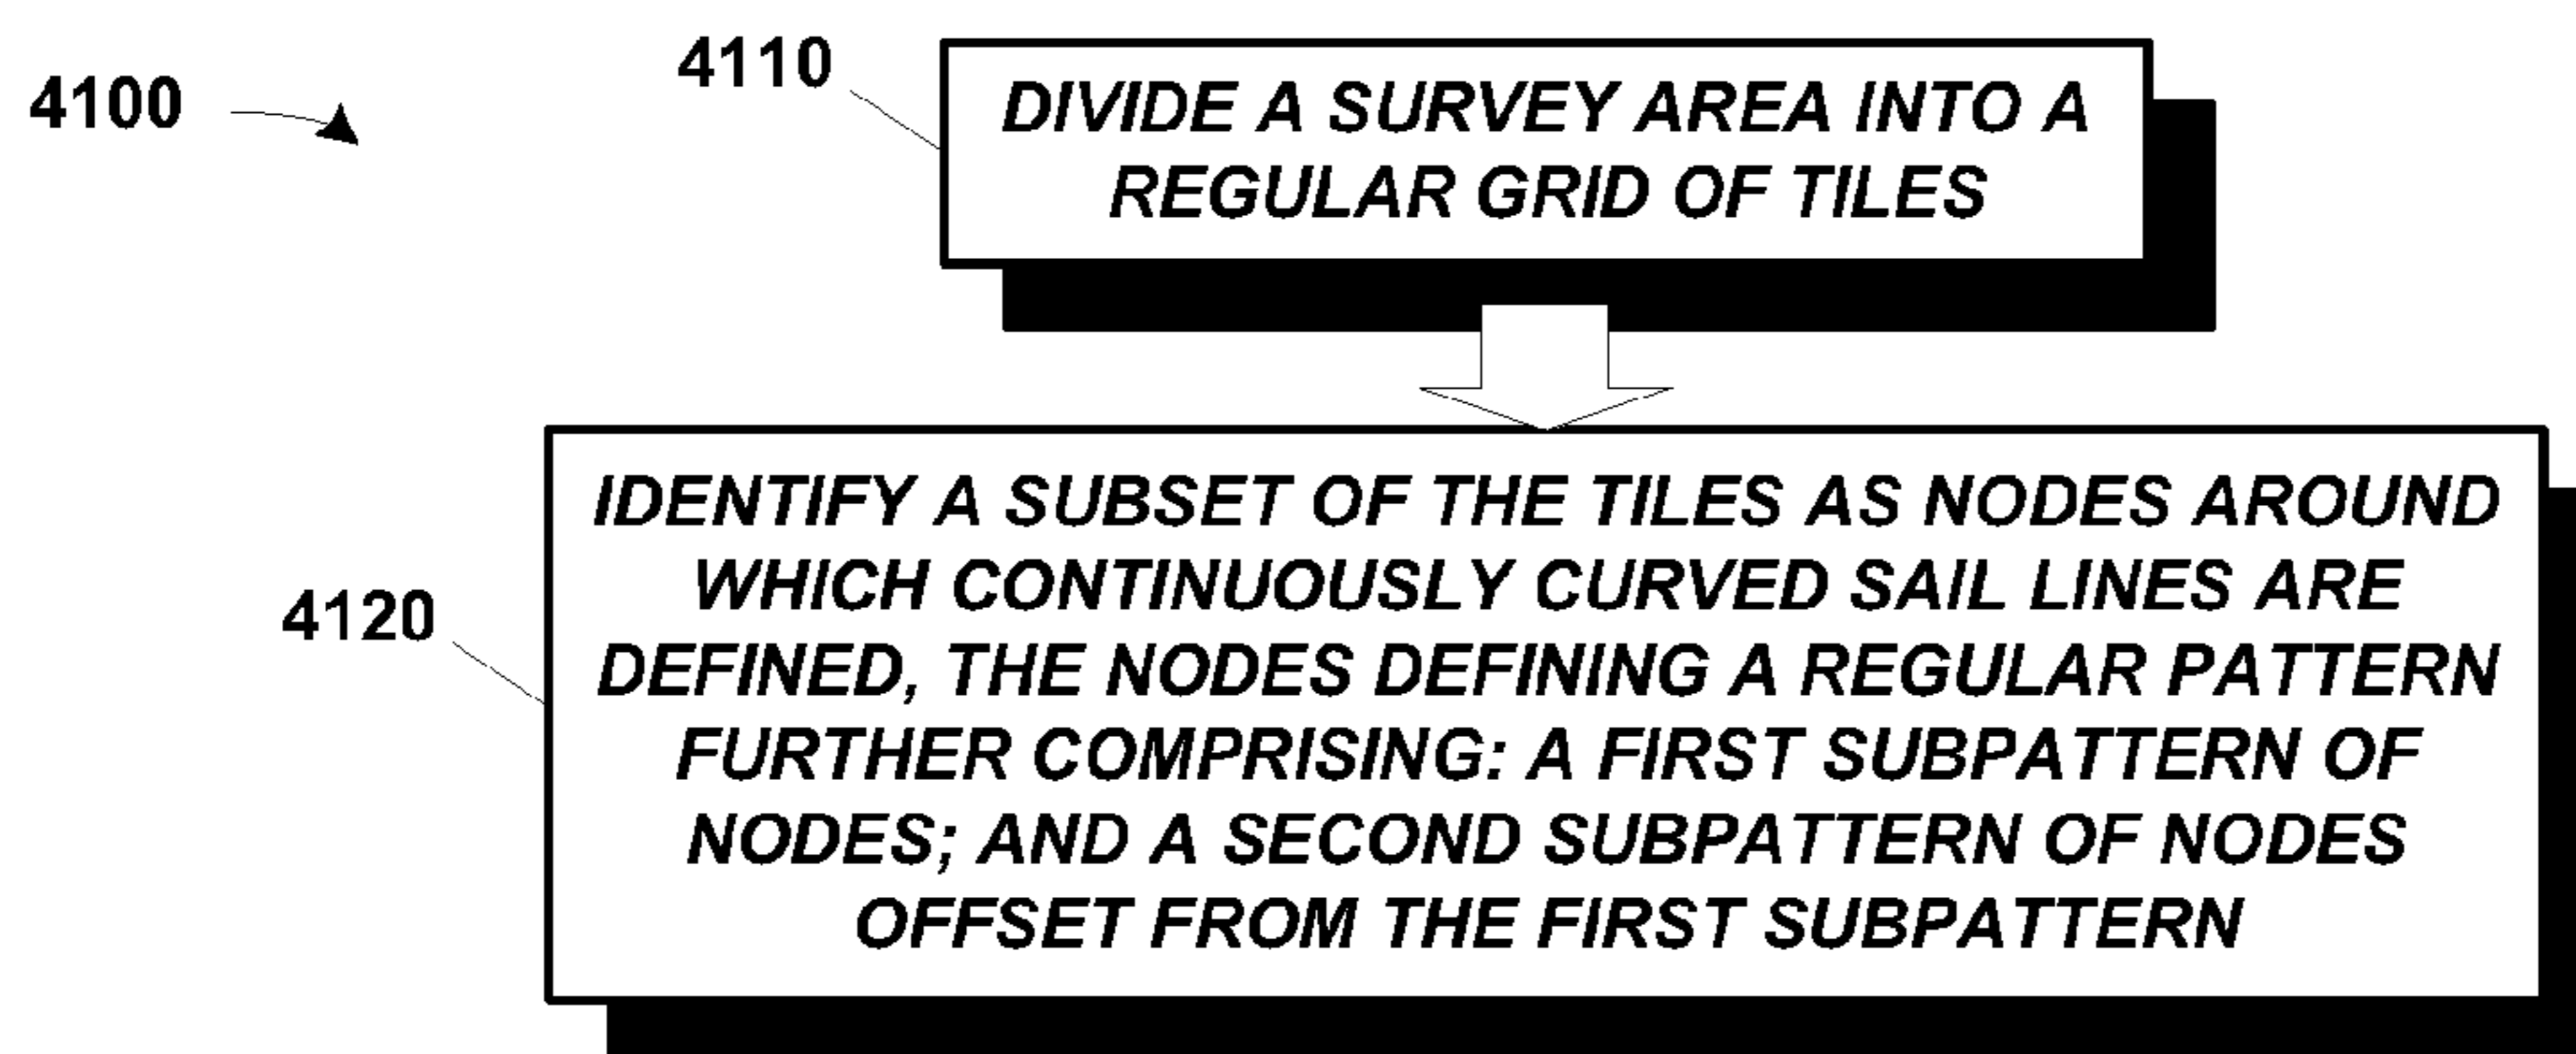 4100
4110
DIVIDE A SURVEY AREA INTO A
REGULAR GRID OF TILES
4120
IDENTIFY A SUBSET OF THE TILES AS NODES AROUND
WHICH CONTINUOUSLY CURVED SAIL LINES ARE
DEFINED, THE NODES DEFINING A REGULAR PATTERN
FURTHER COMPRISING: A FIRST SUBPATTERN OF
NODES; AND A SECOND SUBPATTERN OF NODES
OFFSET FROM THE FIRST SUBPATTERN